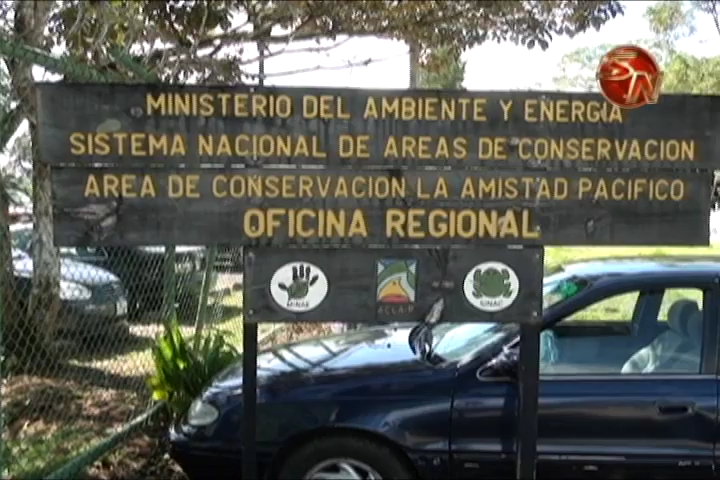 MINISTERIO DEL AMBIENTE Y ENERGIA
SISTEMA NACIONAL DE AREAS DE CONSERVACION
AREA DE CONSERVACION LA AMISTAD PACIFICO
OFICINA REGIONAL
MINAE
ACLA-P
SINAC